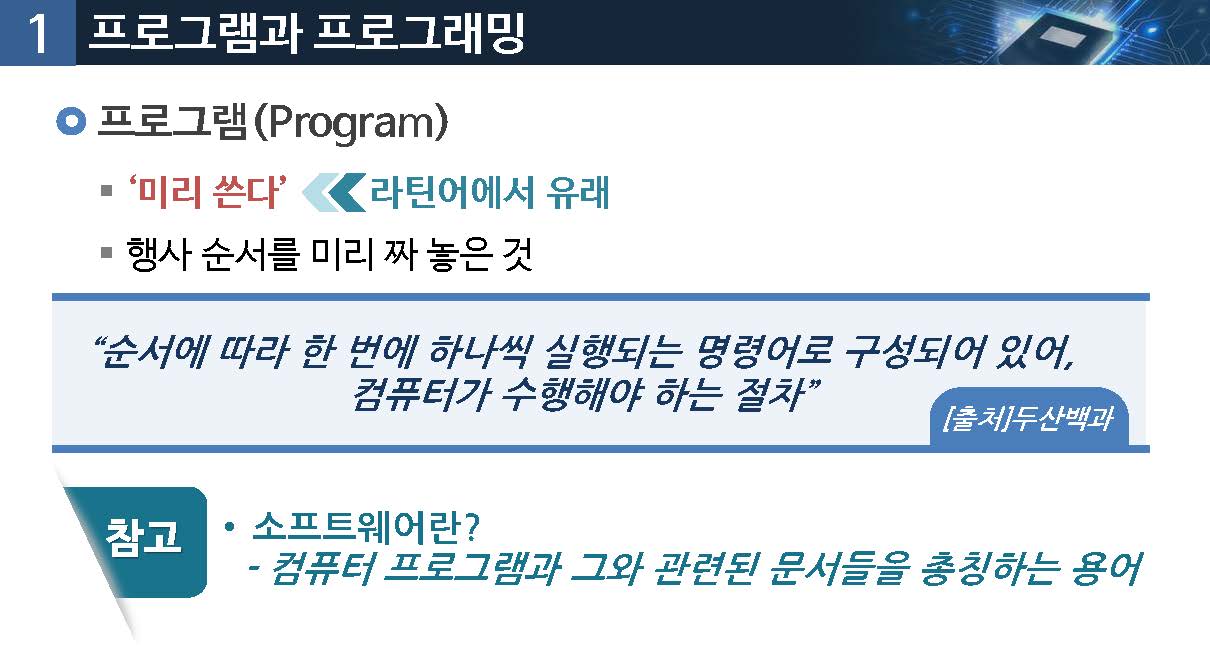 1 프로그램과 프로그래밍
프로그램(Program)
▪ ‘미리 쓴다’ 라틴어에서 유래
▪ 행사 순서를 미리 짜 놓은 것
“순서에 따라 한 번에 하나씩 실행되는 명령어로 구성되어 있어,
컴퓨터가 수행해야 하는 절차”
[출처]두산백과
참고
• 소프트웨어란?
- 컴퓨터 프로그램과 그와 관련된 문서들을 총칭하는 용어